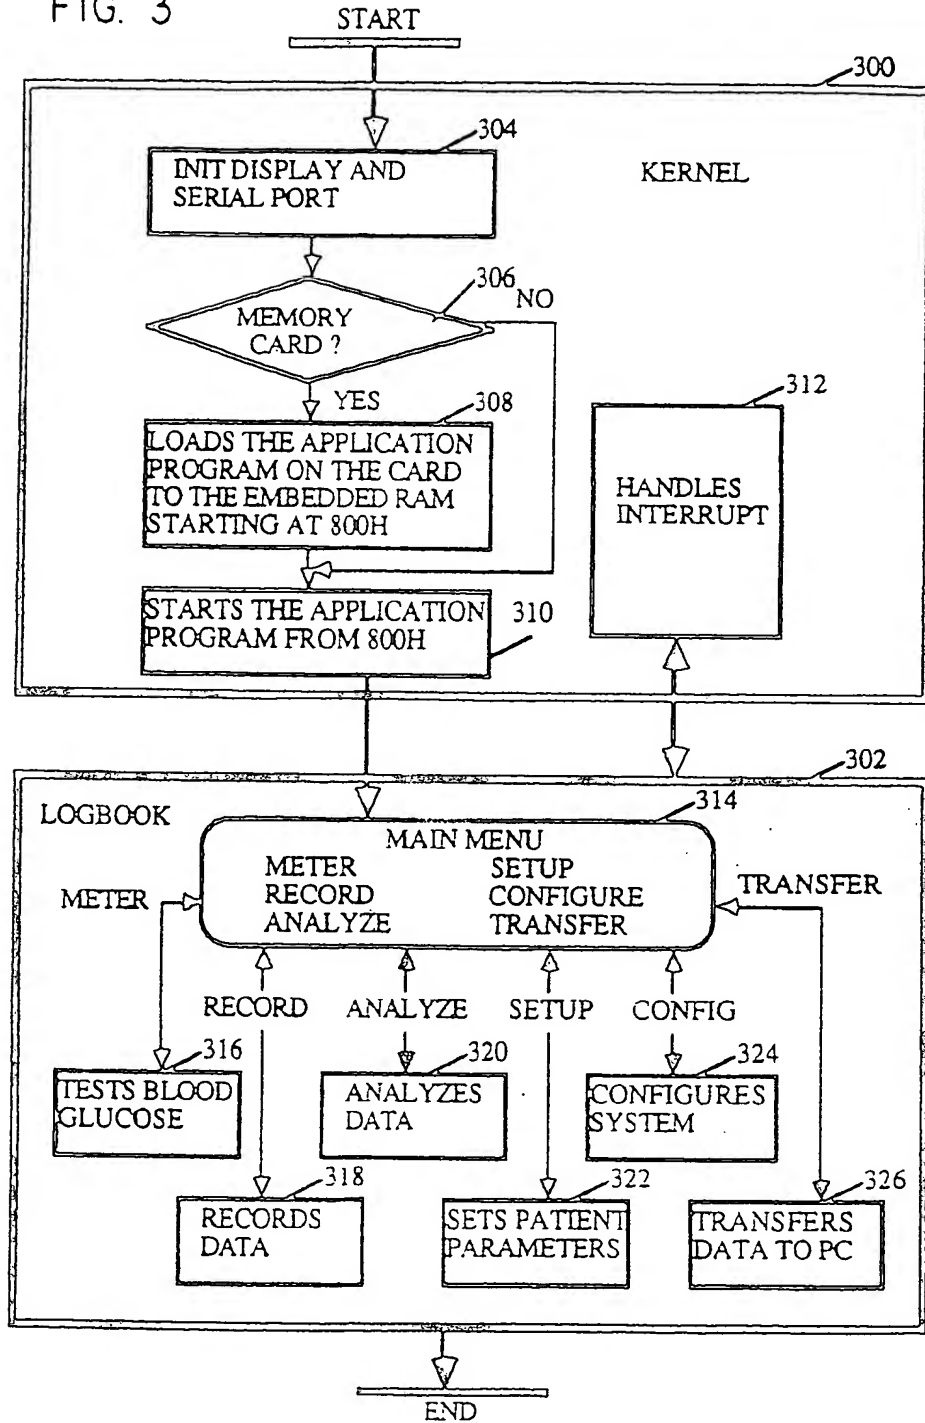 FIG. 3
START
300
304
INIT DISPLAY AND
SERIAL PORT
KERNEL
306
NO
MEMORY
CARD ?
YES
308
LOADS THE APPLICATION
PROGRAM ON THE CARD
TO THE EMBEDDED RAM
STARTING AT 800H
312
HANDLES
INTERRUPT
STARTS THE APPLICATION
PROGRAM FROM 800H
310
302
LOGBOOK
314
MAIN MENU
METER SETUP
RECORD CONFIGURE
ANALYZE TRANSFER
METER
TRANSFER
RECORD
ANALYZE
SETUP
CONFIG
316
TESTS BLOOD
GLUCOSE
320
ANALYZES
DATA
324
CONFIGURES
SYSTEM
318
RECORDS
DATA
322
SETS PATIENT
PARAMETERS
326
TRANSFERS
DATA TO PC
END